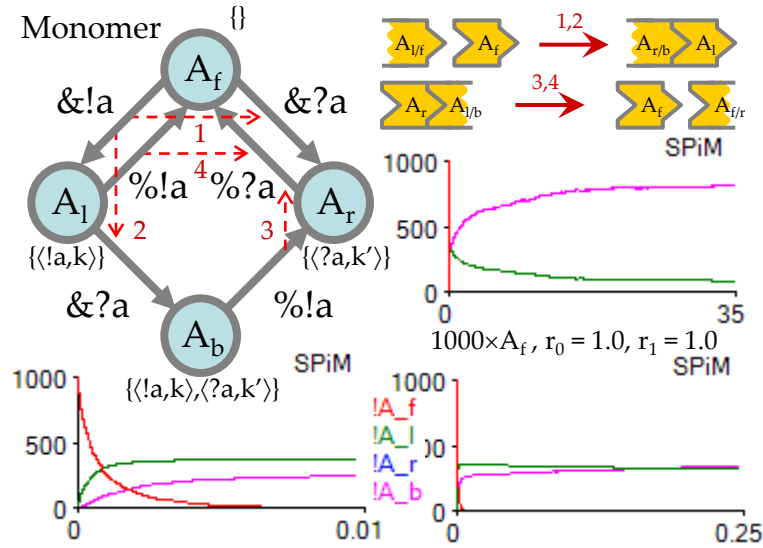 Monomer
{}
A_f
&!a
&?a
1
4
%!a
%?a
A_l
A_r
2
3
{⟨!a,k⟩}
{⟨?a,k'⟩}
&?a
%!a
A_b
{⟨!a,k⟩,⟨?a,k'⟩}
A_l/f
A_f
1,2
A_r/b
A_l
A_r
A_l/b
3,4
A_f
A_f/r
SPiM
1000
500
0
0
35
1000×A_f , r_0 = 1.0, r_1 = 1.0
SPiM
1000
500
0
0
0.01
!A_f
!A_l
!A_r
!A_b
SPiM
1000
500
0
0
0.25